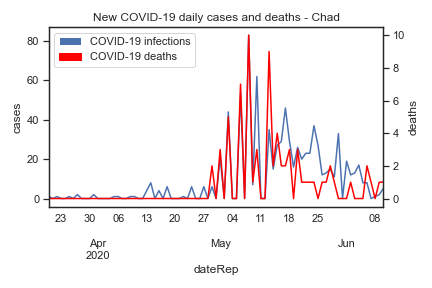 New COVID-19 daily cases and deaths - Chad
COVID-19 infections
COVID-19 deaths
cases
80
60
40
20
0
deaths
10
8
6
4
2
0
23 30 06 13 20 27 04 11 18 25 08
Apr May Jun
2020
dateRep